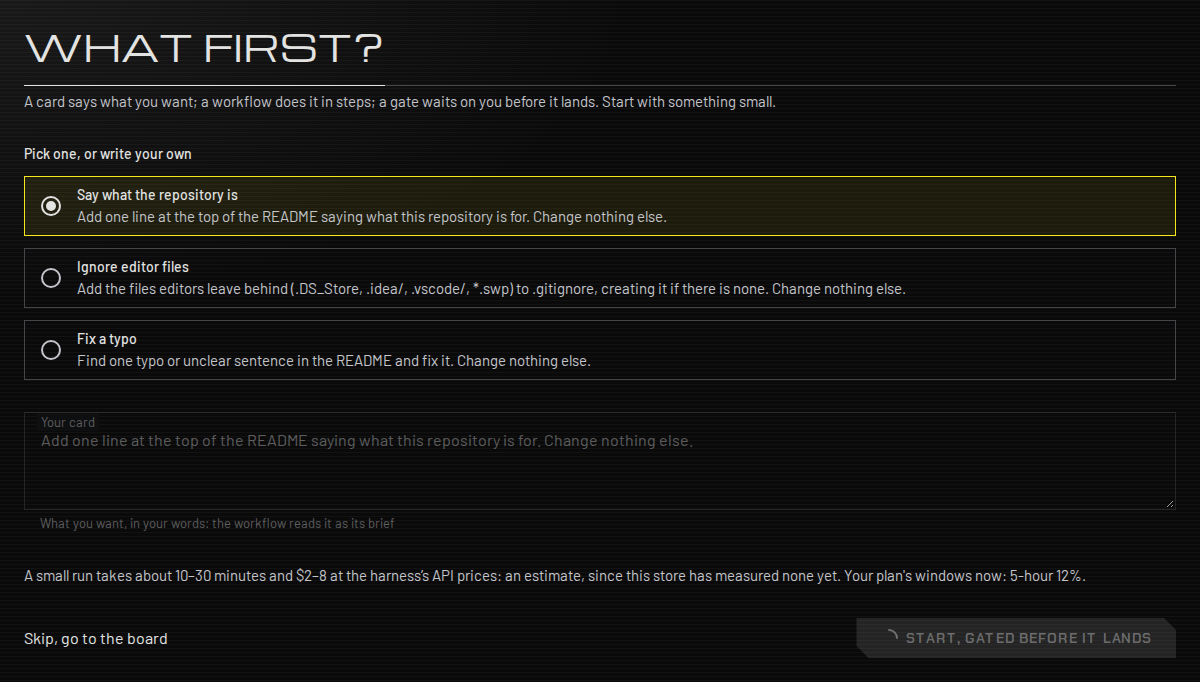 WHAT FIRST?
A card says what you want; a workflow does it in steps; a gate waits on you before it lands. Start with something small.
Pick one, or write your own
Say what the repository is
Add one line at the top of the README saying what this repository is for. Change nothing else.
Ignore editor files
Add the files editors leave behind (.DS_Store, .idea/, .vscode/, *.swp) to .gitignore, creating it if there is none. Change nothing else.
Fix a typo
Find one typo or unclear sentence in the README and fix it. Change nothing else.
Your card
Add one line at the top of the README saying what this repository is for. Change nothing else.
What you want, in your words: the workflow reads it as its brief
A small run takes about 10–30 minutes and $2–8 at the harness's API prices: an estimate, since this store has measured none yet. Your plan's windows now: 5-hour 12%.
Skip, go to the board
START, GATED BEFORE IT LANDS